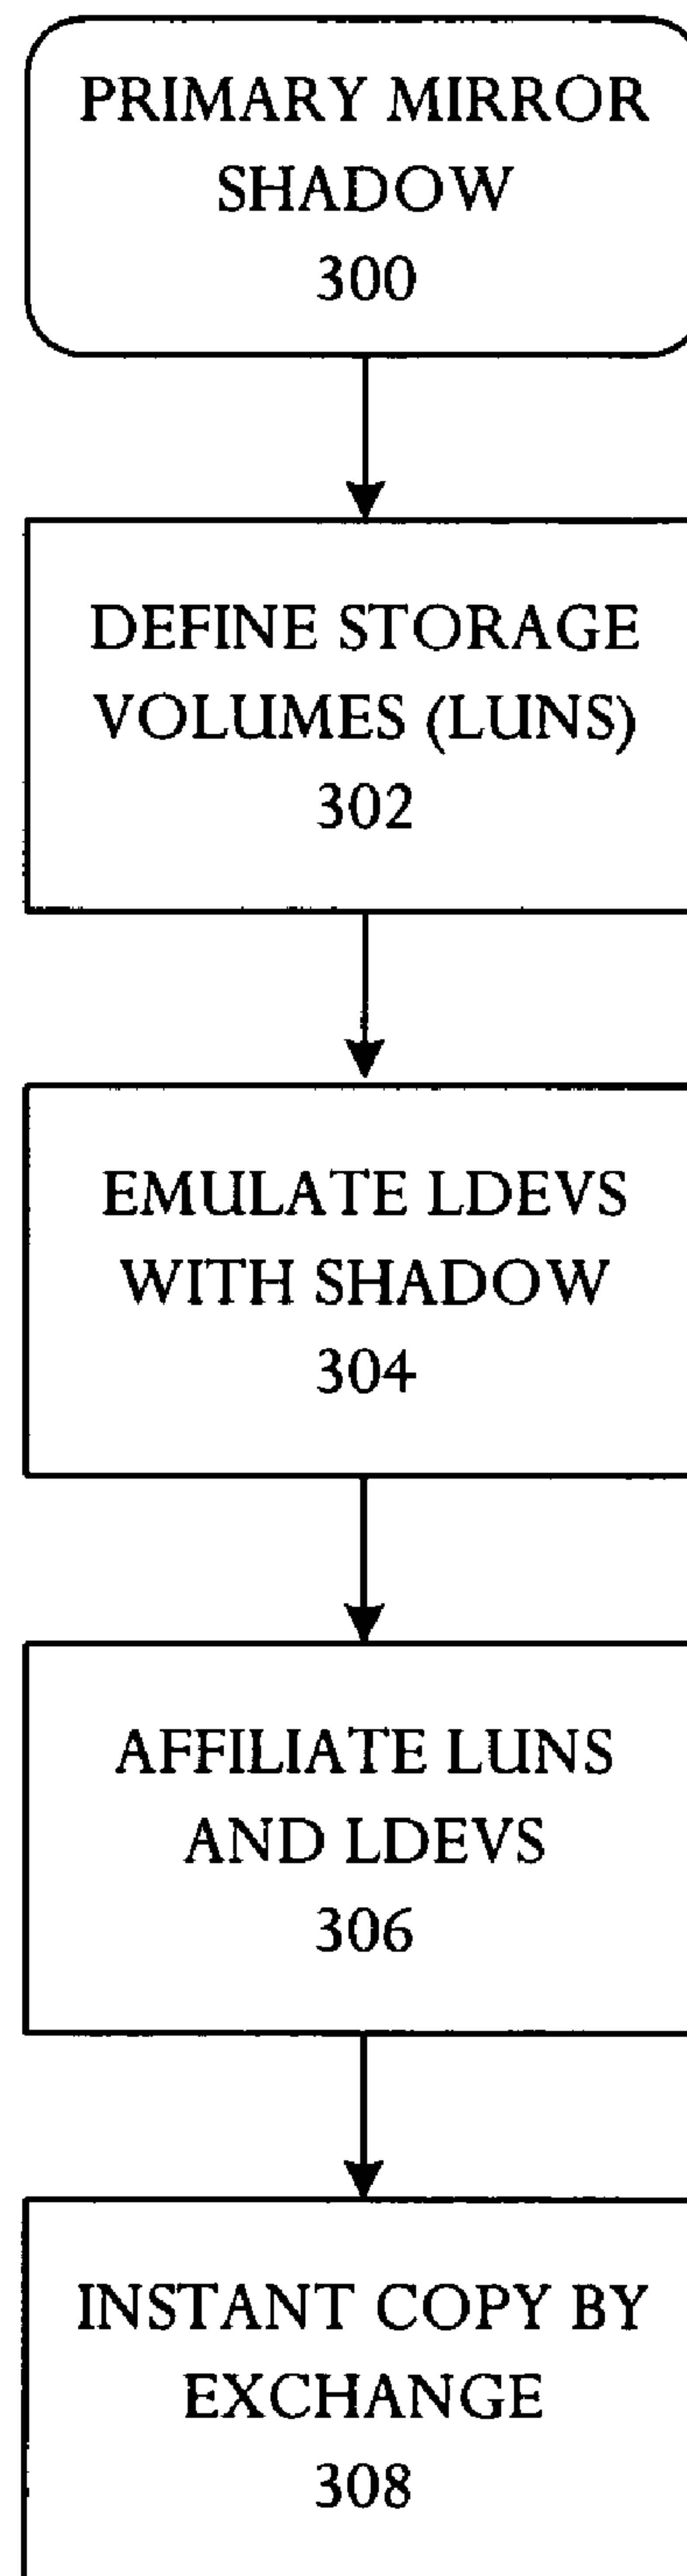 PRIMARY MIRROR
SHADOW
300
DEFINE STORAGE
VOLUMES (LUNS)
302
EMULATE LDEVS
WITH SHADOW
304
AFFILIATE LUNS
AND LDEVS
306
INSTANT COPY BY
EXCHANGE
308